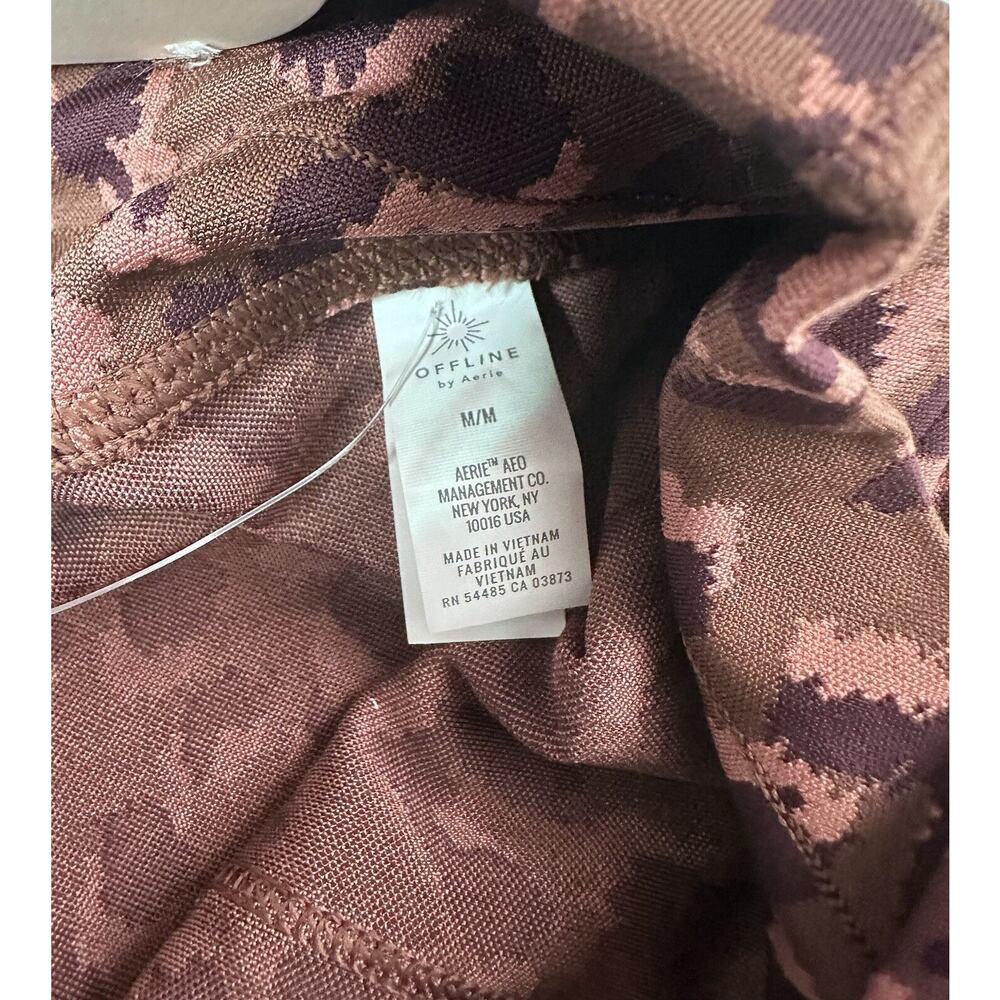 OFFLINE
by Aerie
M/M
AERIE™ AEO
MANAGEMENT CO.
NEW YORK, NY
10016 USA
MADE IN VIETNAM
FABRIQUÉ AU
VIETNAM
RN 54485 CA 03873